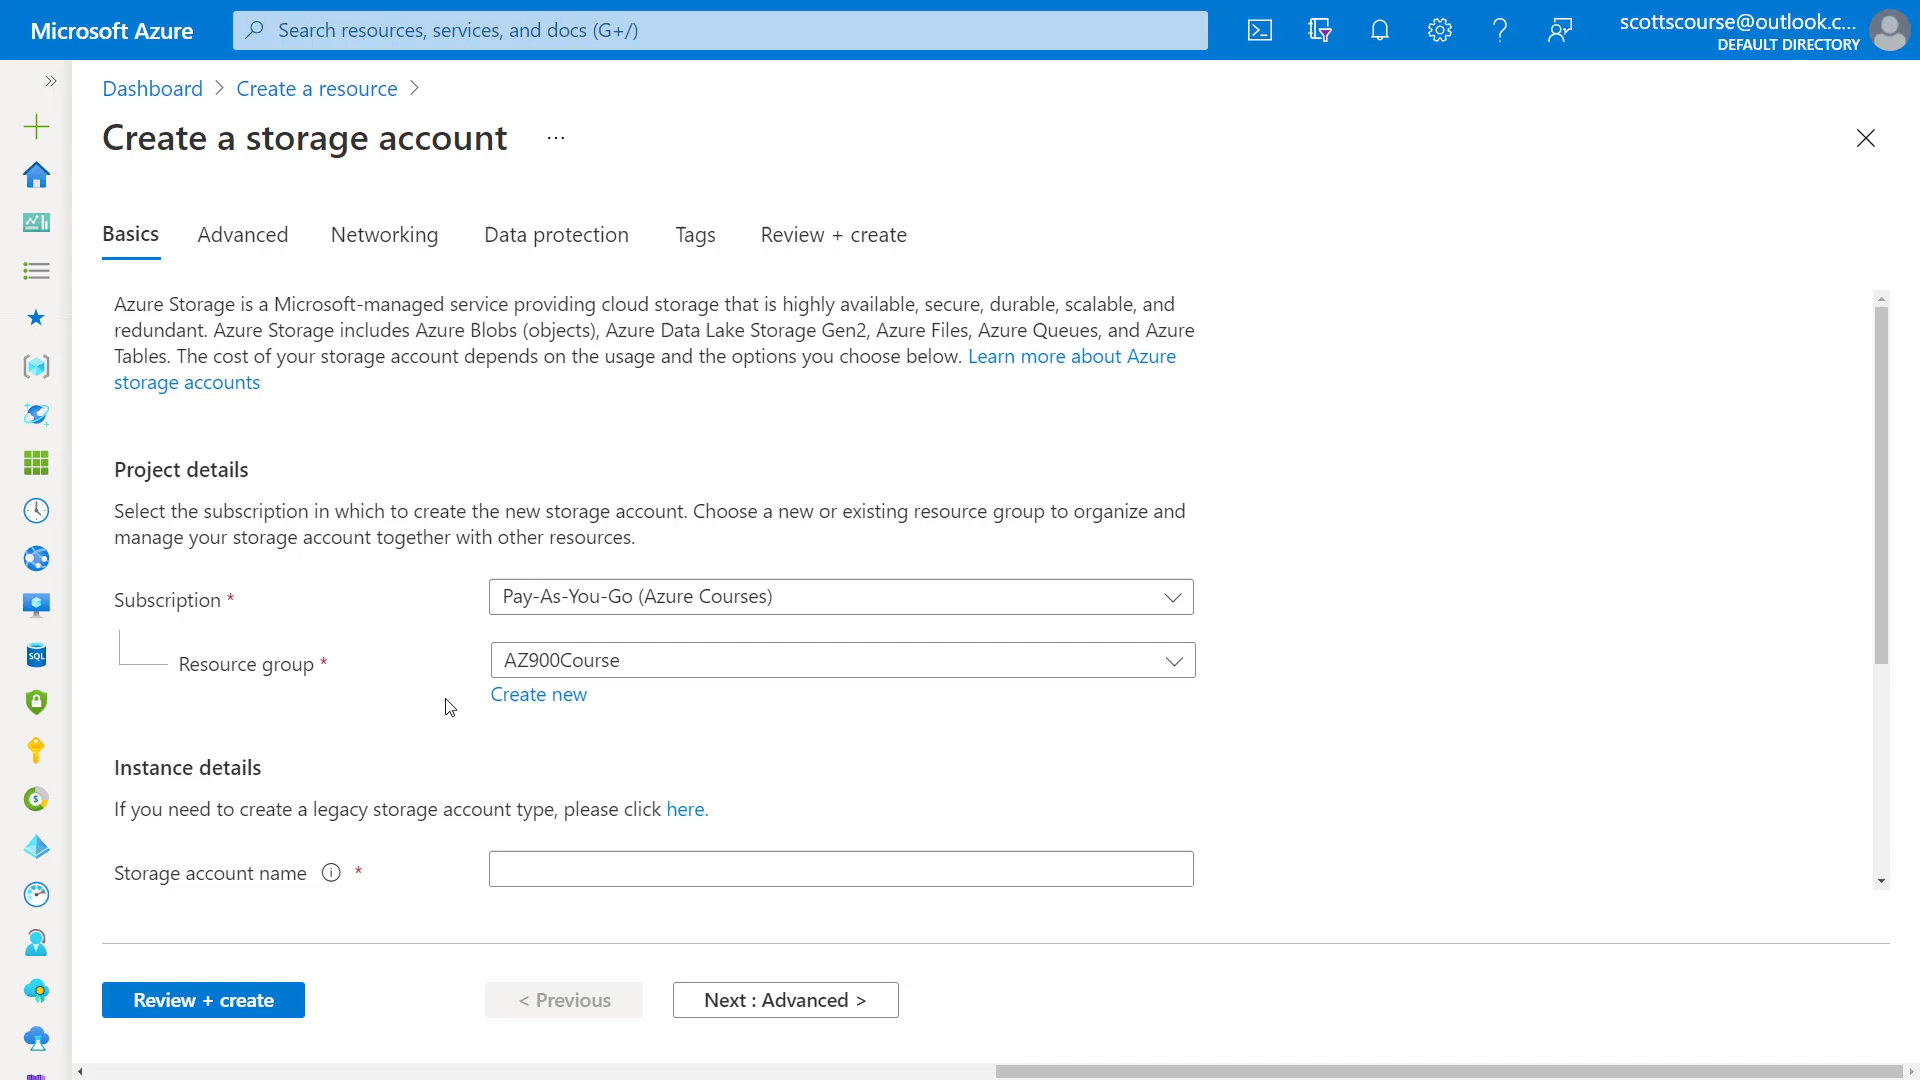 Microsoft Azure
Search resources, services, and docs (G+/)
scottscourse@outlook.c...
DEFAULT DIRECTORY
Dashboard > Create a resource >
Create a storage account ...
Basics
Advanced
Networking
Data protection
Tags
Review + create
Azure Storage is a Microsoft-managed service providing cloud storage that is highly available, secure, durable, scalable, and
redundant. Azure Storage includes Azure Blobs (objects), Azure Data Lake Storage Gen2, Azure Files, Azure Queues, and Azure
Tables. The cost of your storage account depends on the usage and the options you choose below. Learn more about Azure
storage accounts
Project details
Select the subscription in which to create the new storage account. Choose a new or existing resource group to organize and
manage your storage account together with other resources.
Subscription *
Pay-As-You-Go (Azure Courses)
Resource group *
AZ900Course
Create new
Instance details
If you need to create a legacy storage account type, please click here.
Storage account name *
SQL
Review + create
< Previous
Next : Advanced >